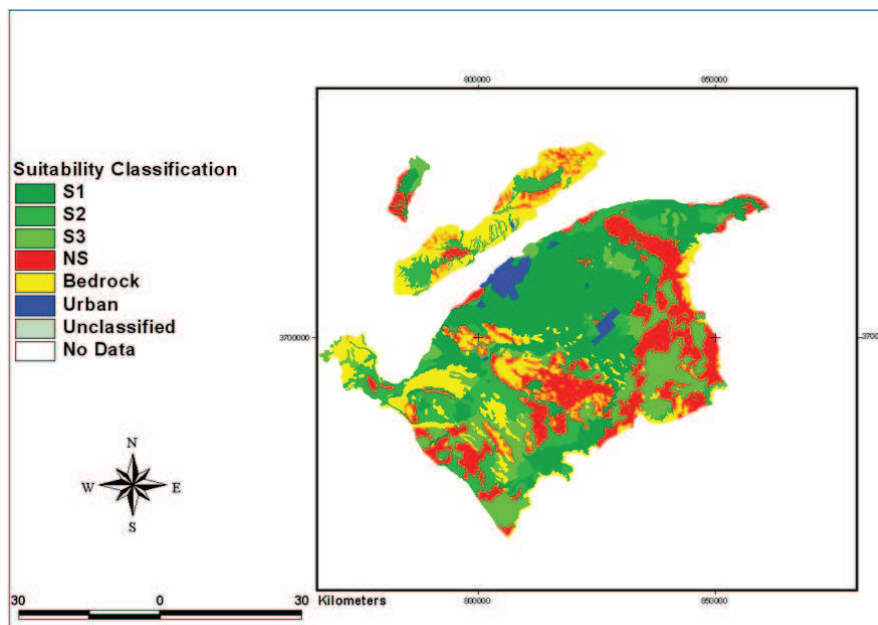 800000 850000
Suitability Classification
S1
S2
S3
NS
Bedrock
Urban
Unclassified
No Data
3700000
N
W E
S
30 0 30
Kilometers
800000 850000